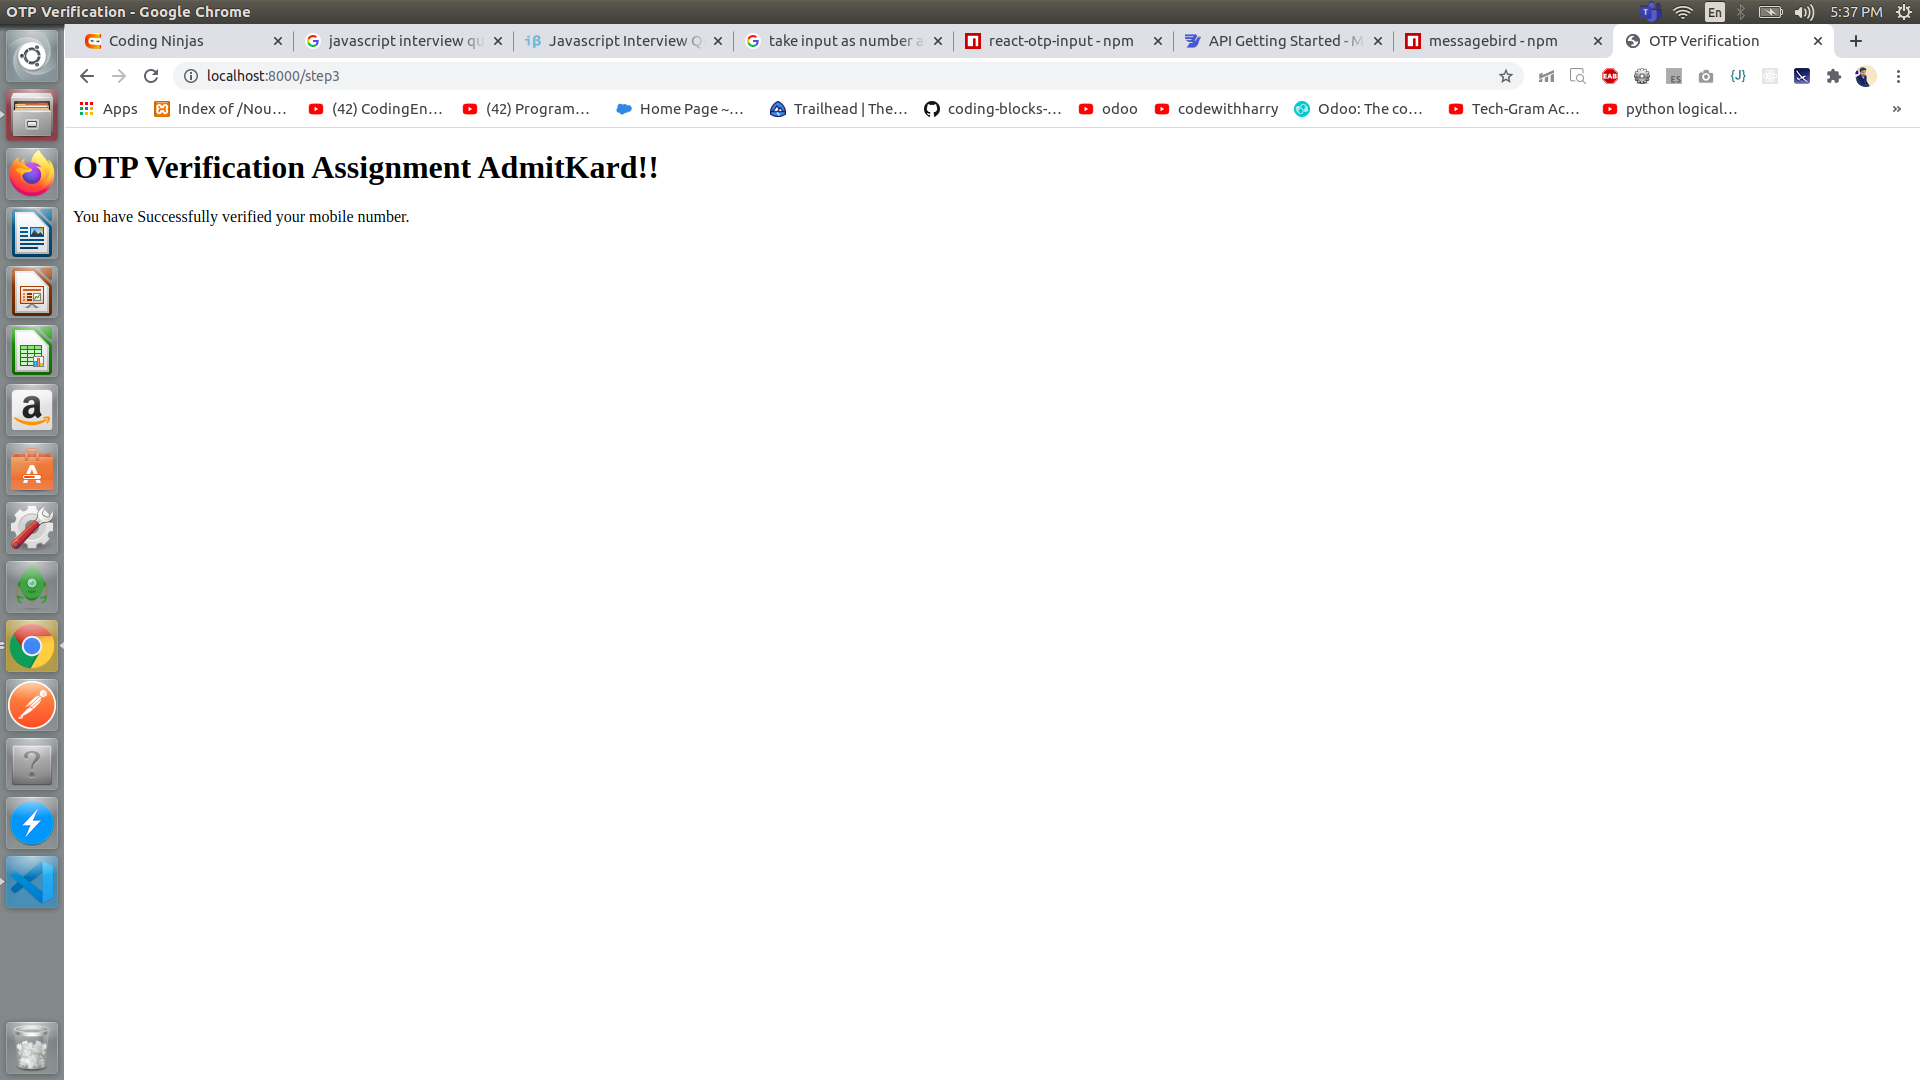 OTP Verification - Google Chrome
En
5:37 PM
Coding Ninjas
javascript interview qu
Javascript Interview Q
take input as number a
react-otp-input - npm
API Getting Started - M
messagebird - npm
OTP Verification
localhost:8000/step3
EAB
ES
{J}
Apps
Index of /Nou...
(42) CodingEn...
(42) Program...
Home Page ~...
Trailhead | The...
coding-blocks-...
odoo
codewithharry
Odoo: The co...
Tech-Gram Ac...
python logical...
»
OTP Verification Assignment AdmitKard!!
You have Successfully verified your mobile number.